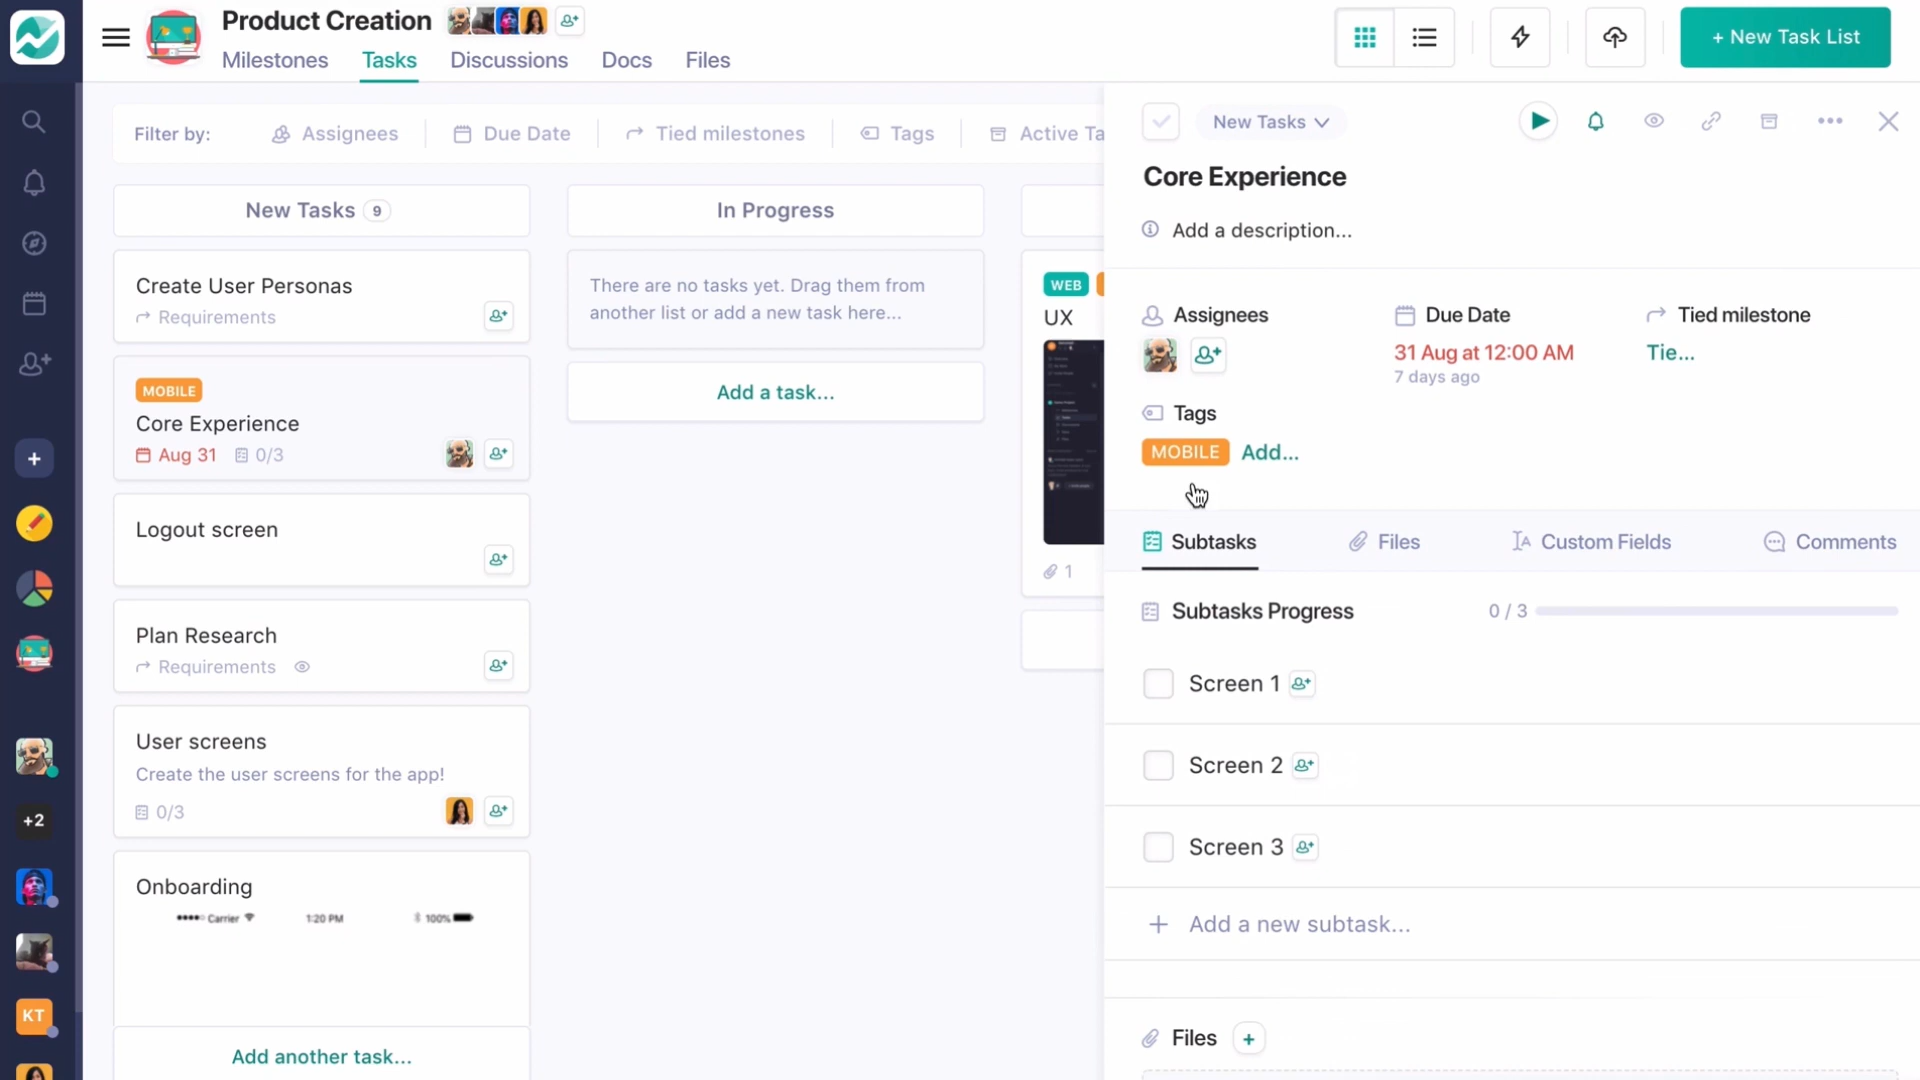 Product Creation
Milestones Tasks Discussions Docs Files
+ New Task List
Filter by: Assignees Due Date Tied milestones Tags Active Ta
New Tasks 9
Create User Personas
Requirements
MOBILE
Core Experience
Aug 31 0/3
Logout screen
Plan Research
Requirements
User screens
Create the user screens for the app!
0/3
Onboarding
Carrier 1:20 PM 100%
Add another task...
In Progress
There are no tasks yet. Drag them from
another list or add a new task here...
Add a task...
WEB
UX
1
New Tasks
Core Experience
Add a description...
Assignees Due Date Tied milestone
31 Aug at 12:00 AM Tie...
7 days ago
Tags
MOBILE Add...
Subtasks Files Custom Fields Comments
Subtasks Progress 0 / 3
Screen 1
Screen 2
Screen 3
+ Add a new subtask...
Files +
+
+2
KT